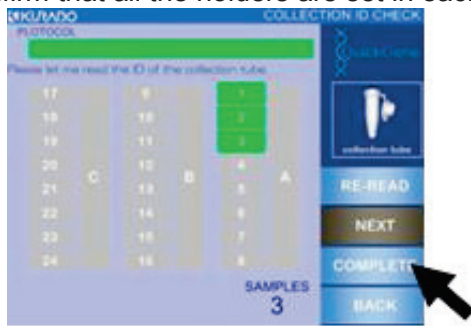 KURABO
COLLECTION ID CHECK
PLOTOCOL
QuickGene
Please let me read the ID of the collection tube.
17 9 1
18 10 2
19 11 3
20 12 4
21 C 13 B 5 A
22 14 6
23 15 7
24 16 8
collection tube
RE-READ
NEXT
COMPLETE
SAMPLES
3
BACK